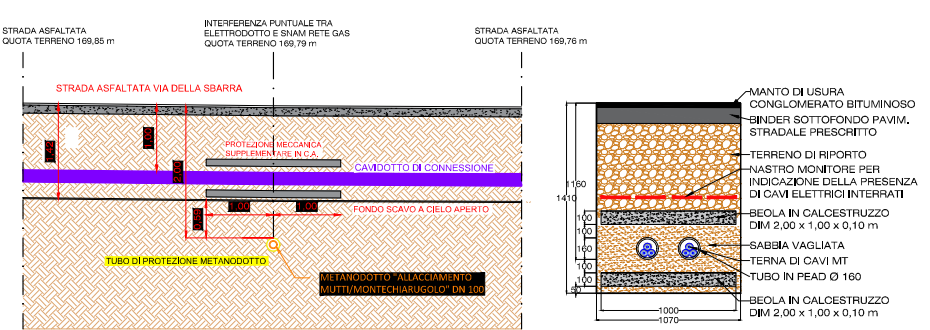 STRADA ASFALTATA
QUOTA TERRENO 169,85 m
INTERFERENZA PUNTUALE TRA
ELETTRODOTTO E SNAM RETE GAS
QUOTA TERRENO 169,79 m
STRADA ASFALTATA
QUOTA TERRENO 169,76 m
STRADA ASFALTATA VIA DELLA SBARRA
1,42
1,00
2,00
PROTEZIONE MECCANICA
SUPPLEMENTARE IN C.A.
CAVIDOTTO DI CONNESSIONE
1,00
1,00
FONDO SCAVO A CIELO APERTO
TUBO DI PROTEZIONE METANODOTTO
METANODOTTO "ALLACCIAMENTO
MUTTI/MONTECHIARUGOLO" DN 100
MANTO DI USURA
CONGLOMERATO BITUMINOSO
BINDER SOTTOFONDO PAVIM.
STRADALE PRESCRITTO
TERRENO DI RIPORTO
NASTRO MONITORE PER
INDICAZIONE DELLA PRESENZA
DI CAVI ELETTRICI INTERRATI
BEOLA IN CALCESTRUZZO
DIM 2,00 x 1,00 x 0,10 m
SABBIA VAGLIATA
TERNA DI CAVI MT
TUBO IN PEAD Ø 160
BEOLA IN CALCESTRUZZO
DIM 2,00 x 1,00 x 0,10 m
1160
1410
100
100
160
100
100
50
1000
1070